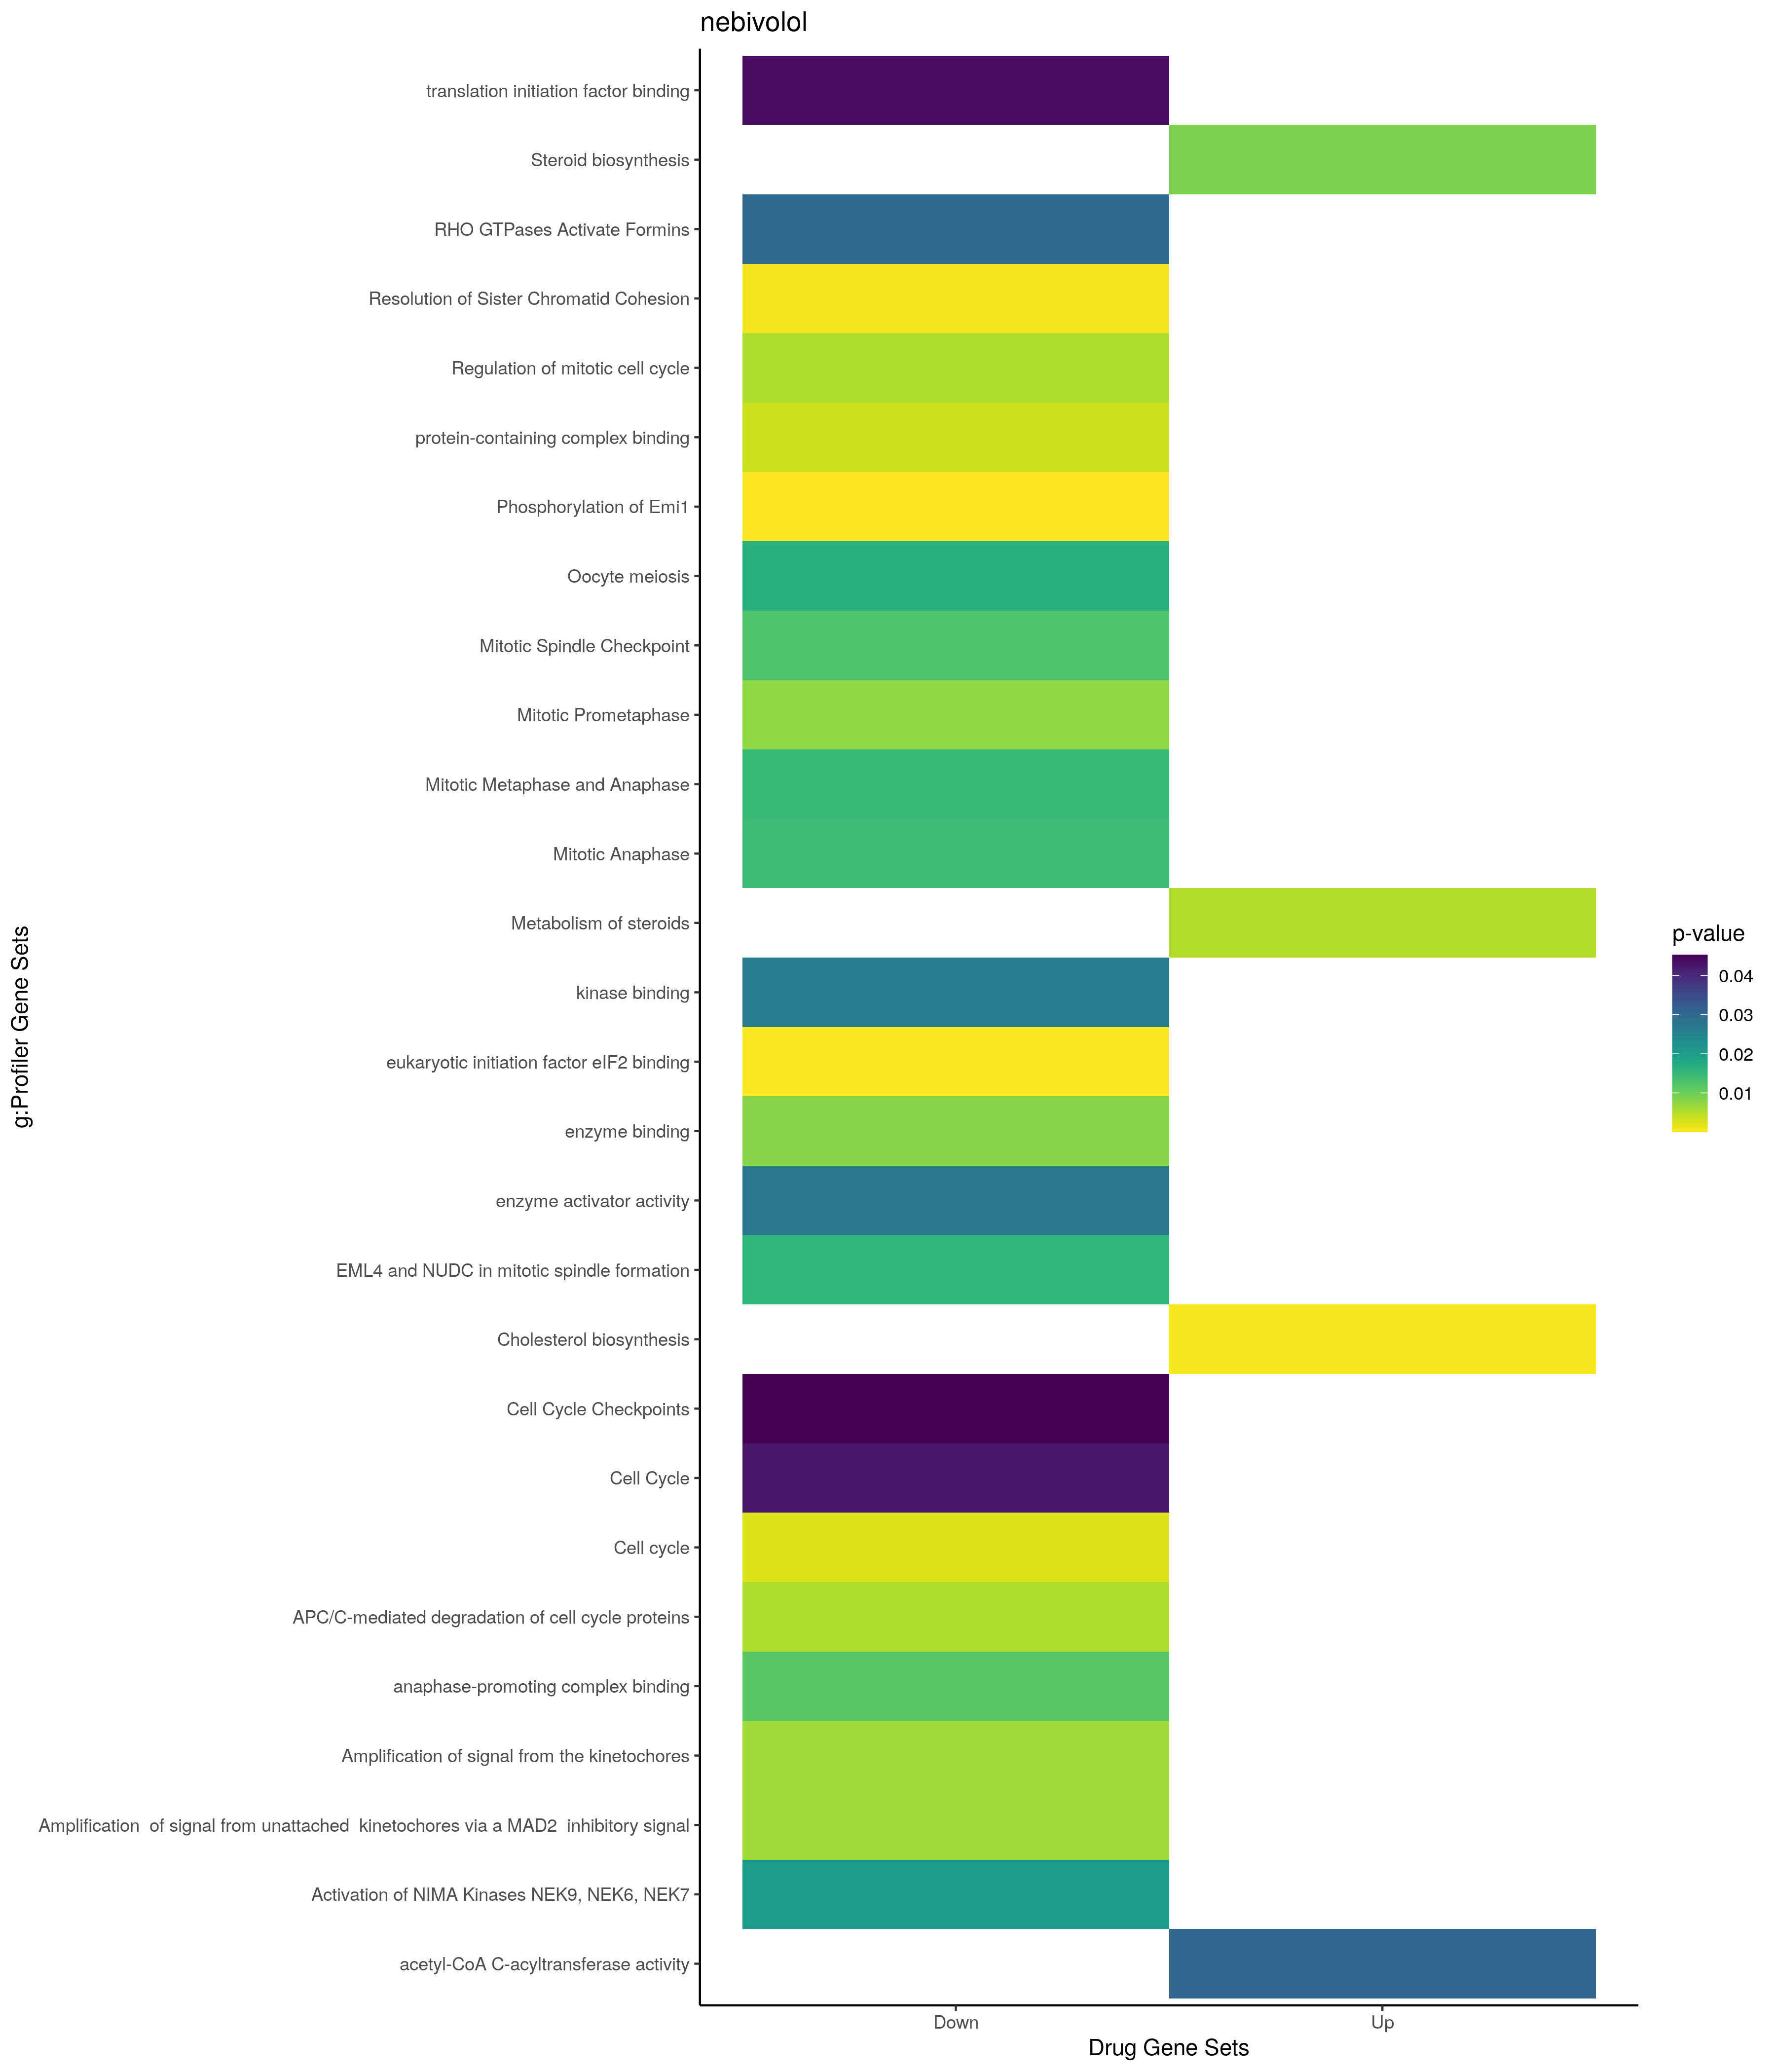 nebivolol
translation initiation factor binding
Steroid biosynthesis
RHO GTPases Activate Formins
Resolution of Sister Chromatid Cohesion
Regulation of mitotic cell cycle
protein-containing complex binding
Phosphorylation of Emi1
Oocyte meiosis
Mitotic Spindle Checkpoint
Mitotic Prometaphase
Mitotic Metaphase and Anaphase
Mitotic Anaphase
Metabolism of steroids
kinase binding
eukaryotic initiation factor eIF2 binding
enzyme binding
enzyme activator activity
EML4 and NUDC in mitotic spindle formation
Cholesterol biosynthesis
Cell Cycle Checkpoints
Cell Cycle
Cell cycle
APC/C-mediated degradation of cell cycle proteins
anaphase-promoting complex binding
Amplification of signal from the kinetochores
Amplification  of signal from unattached  kinetochores via a MAD2  inhibitory signal
Activation of NIMA Kinases NEK9, NEK6, NEK7
acetyl-CoA C-acyltransferase activity
g:Profiler Gene Sets
Down
Up
Drug Gene Sets
p-value
0.04
0.03
0.02
0.01